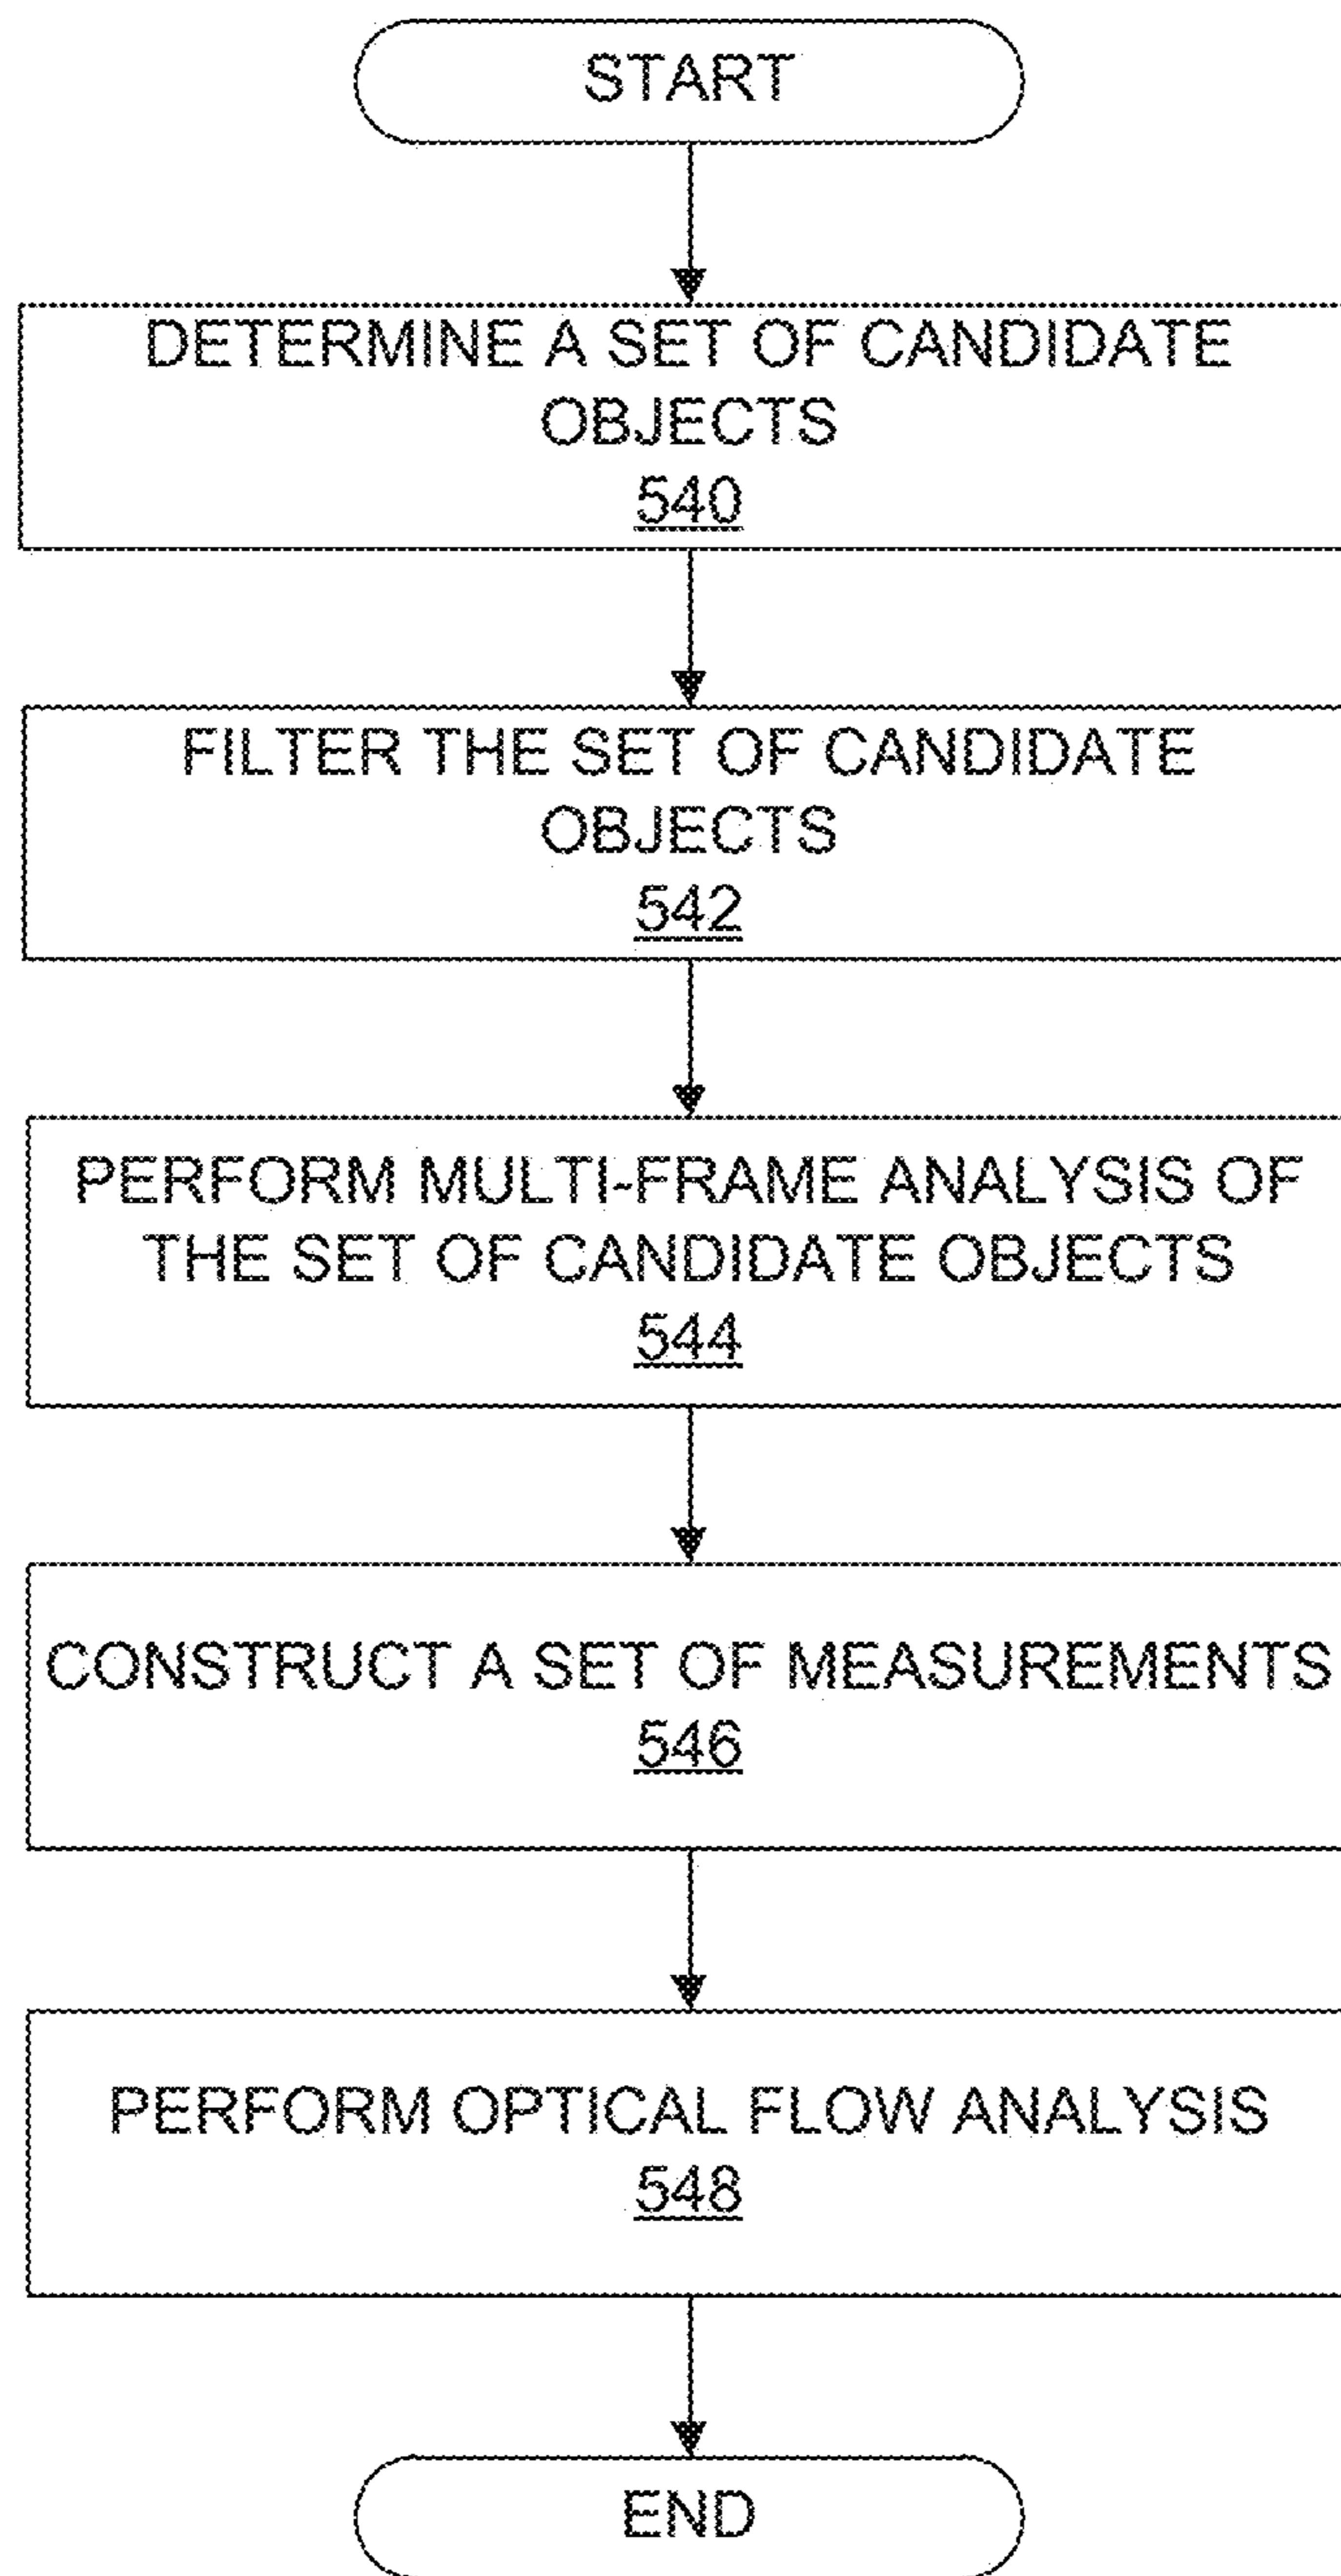 START
DETERMINE A SET OF CANDIDATE
OBJECTS
540
FILTER THE SET OF CANDIDATE
OBJECTS
542
PERFORM MULTI-FRAME ANALYSIS OF
THE SET OF CANDIDATE OBJECTS
544
CONSTRUCT A SET OF MEASUREMENTS
546
PERFORM OPTICAL FLOW ANALYSIS
548
END